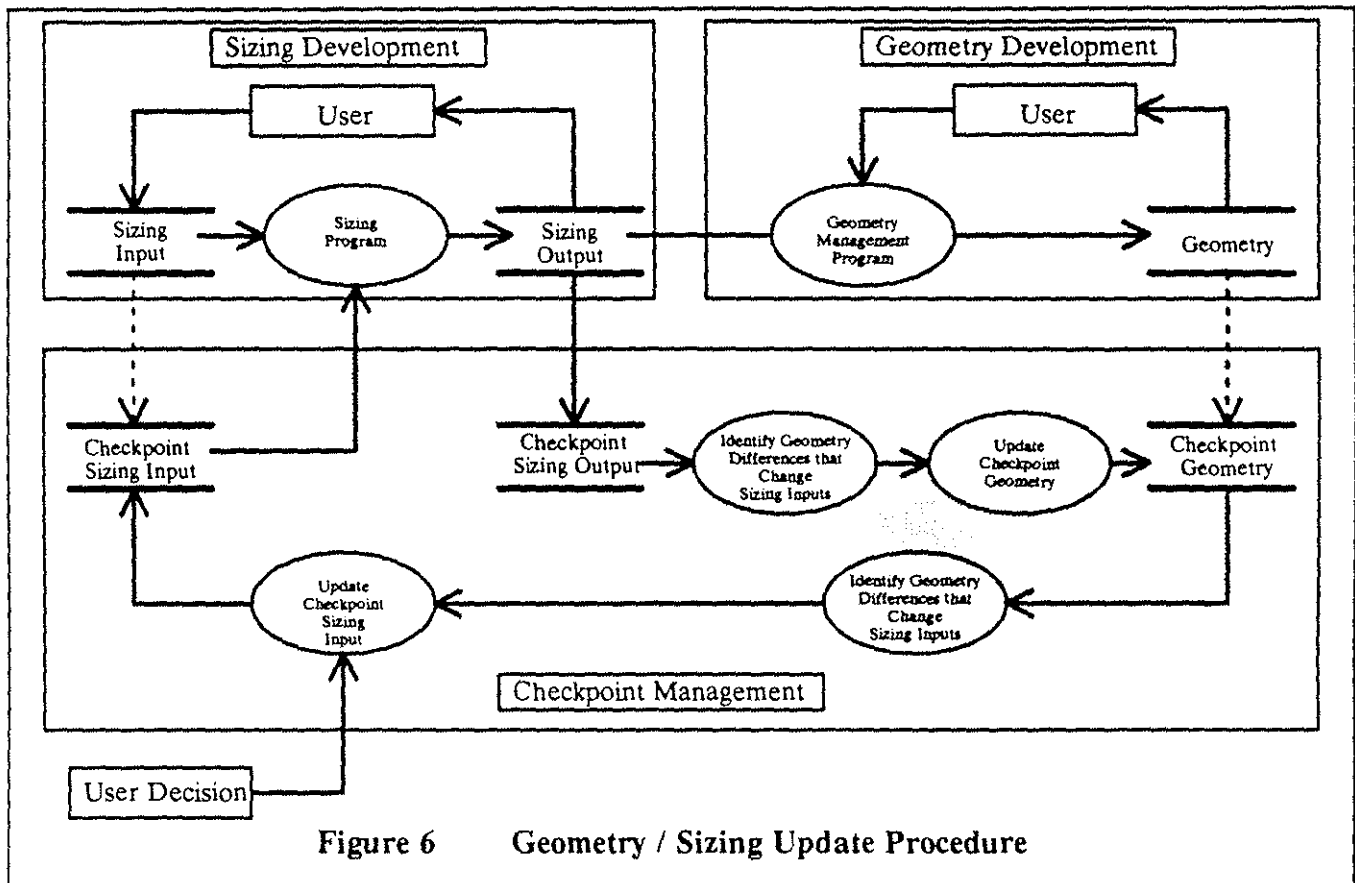 Sizing Development
Geometry Development
User
User
Sizing
Input
Sizing
Program
Sizing
Output
Geometry
Management
Program
Geometry
Checkpoint
Sizing Input
Checkpoint
Sizing Output
Identify Geometry
Differences that
Change
Sizing Inputs
Update
Checkpoint
Geometry
Checkpoint
Geometry
Update
Checkpoint
Sizing
Input
Identify Geometry
Differences that
Change
Sizing Inputs
Checkpoint Management
User Decision
Figure 6 Geometry / Sizing Update Procedure